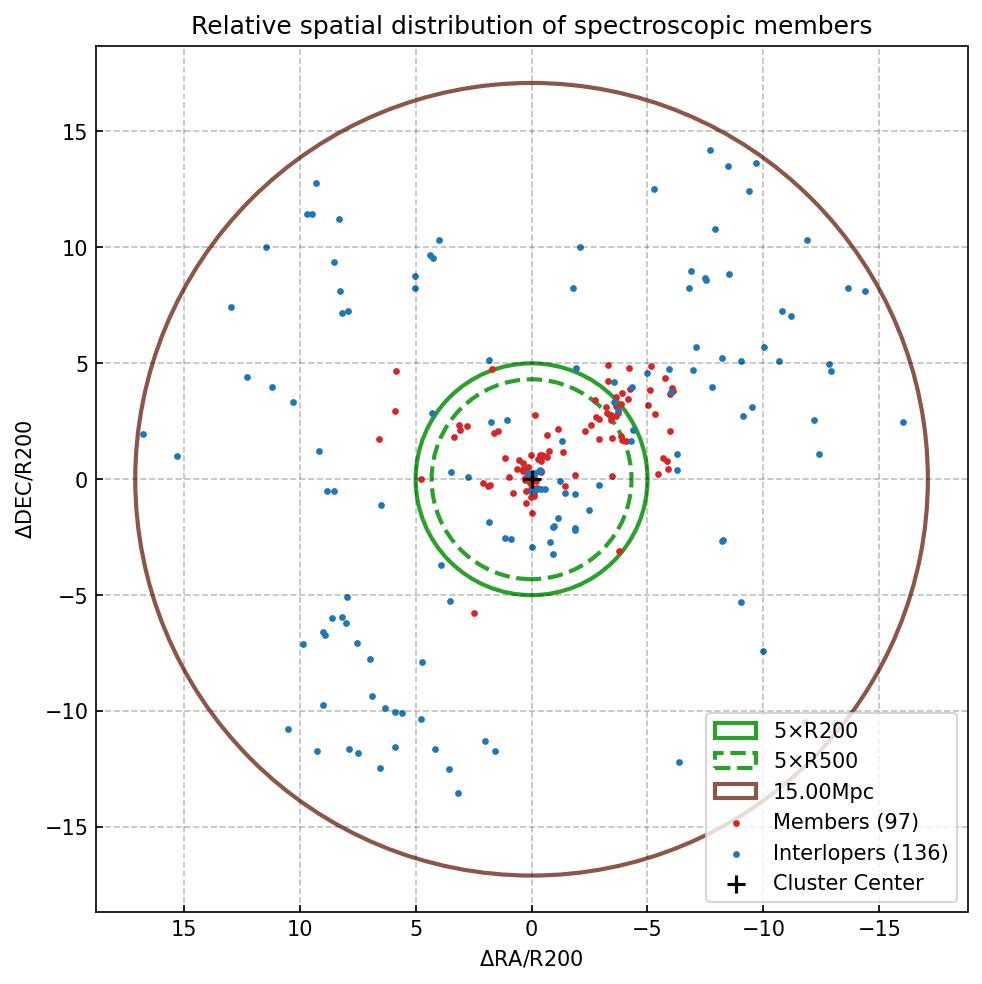 Relative spatial distribution of spectroscopic members
ΔDEC/R200
15
10
5
0
−5
−10
−15
5×R200
5×R500
15.00Mpc
Members (97)
Interlopers (136)
Cluster Center
15 10 5 0 −5 −10 −15
ΔRA/R200